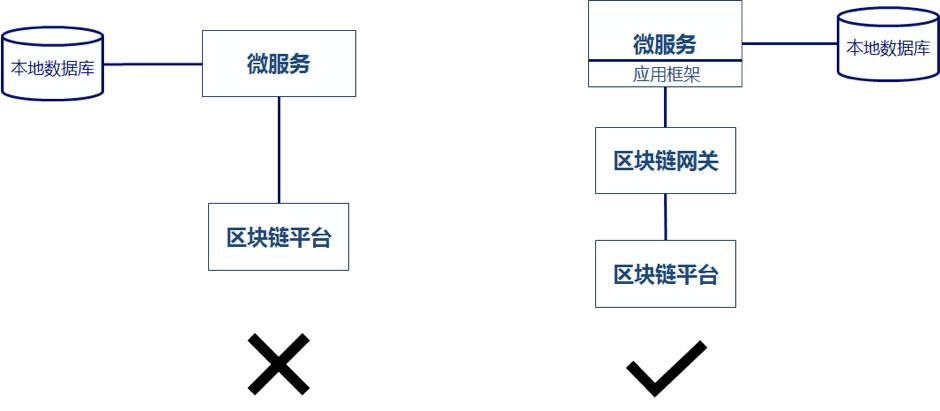 本地数据库
微服务
区块链平台
微服务
应用框架
本地数据库
区块链网关
区块链平台